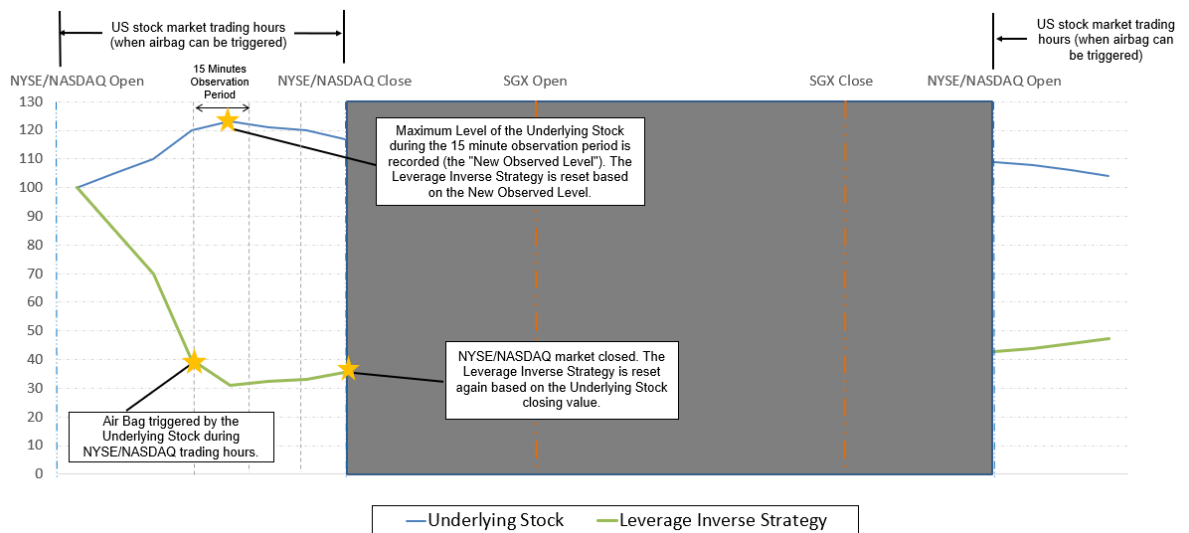 US stock market trading hours
(when airbag can be triggered)
US stock market trading
hours (when airbag can
be triggered)
15 Minutes
Observation
Period
NYSE/NASDAQ Open
NYSE/NASDAQ Close
SGX Open
SGX Close
NYSE/NASDAQ Open
130
120
110
100
90
80
70
60
50
40
30
20
10
0
Maximum Level of the Underlying Stock
during the 15 minute observation period is
recorded (the "New Observed Level"). The
Leverage Inverse Strategy is reset based
on the New Observed Level.
NYSE/NASDAQ market closed. The
Leverage Inverse Strategy is reset
again based on the Underlying Stock
closing value.
Air Bag triggered by the
Underlying Stock during
NYSE/NASDAQ trading hours.
Underlying Stock
Leverage Inverse Strategy